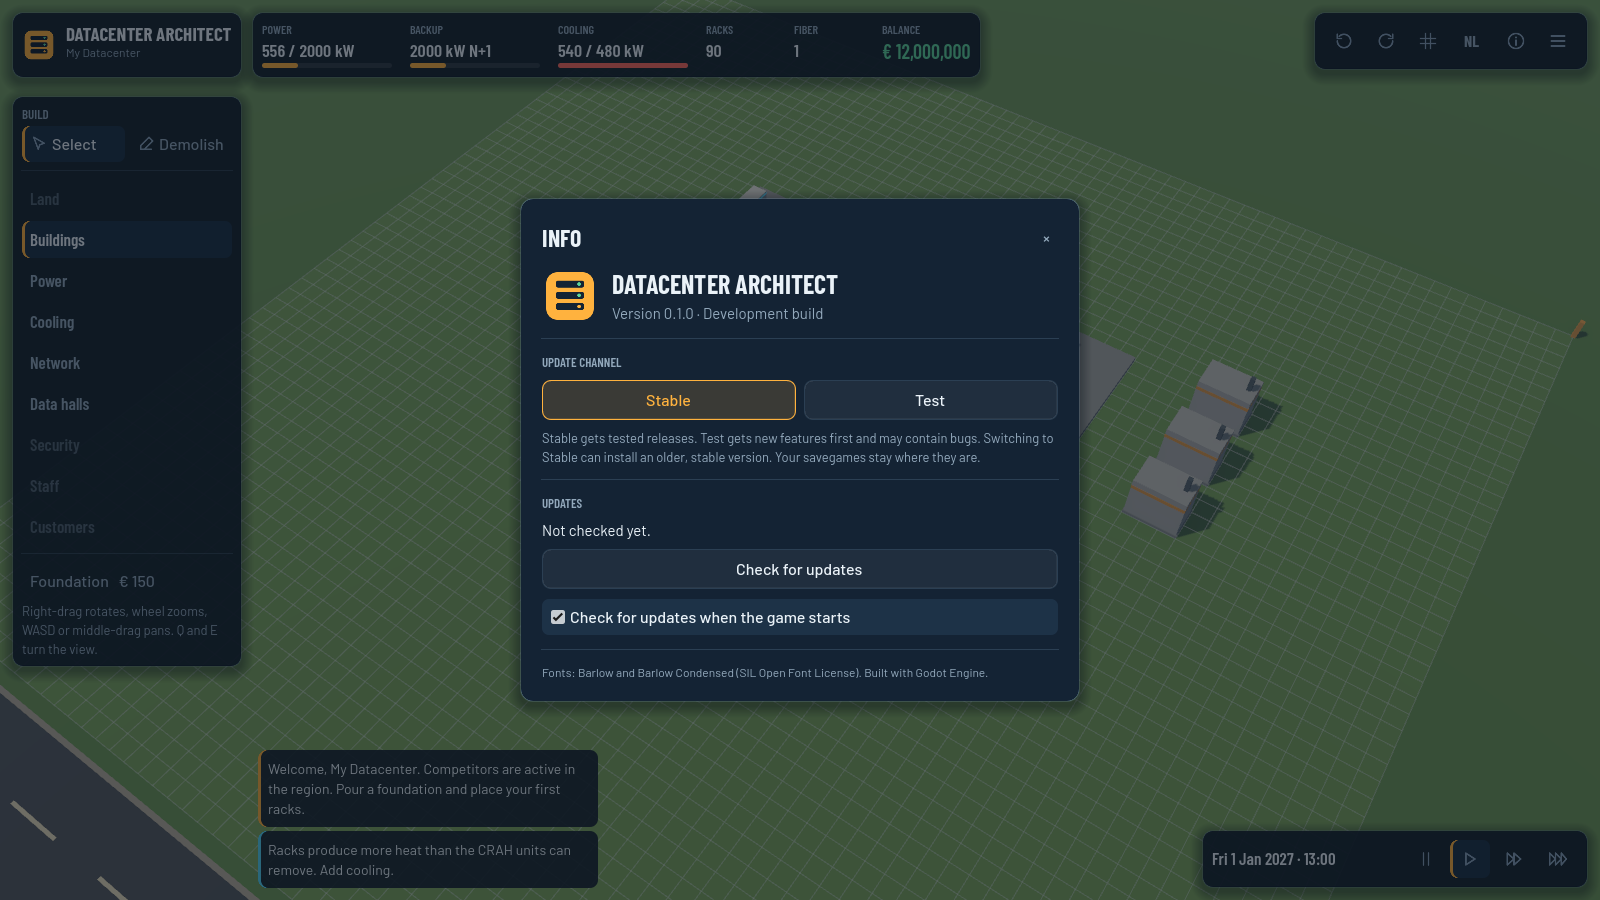 DATACENTER ARCHITECT
My Datacenter
POWER
556 / 2000 kW
BACKUP
2000 kW N+1
COOLING
540 / 480 kW
RACKS
90
FIBER
1
BALANCE
€ 12,000,000
NL
BUILD
Select
Demolish
Land
Buildings
Power
Cooling
Network
Data halls
Security
Staff
Customers
Foundation € 150
Right-drag rotates, wheel zooms,
WASD or middle-drag pans. Q and E
turn the view.
INFO
×
DATACENTER ARCHITECT
Version 0.1.0 · Development build
UPDATE CHANNEL
Stable
Test
Stable gets tested releases. Test gets new features first and may contain bugs. Switching to
Stable can install an older, stable version. Your savegames stay where they are.
UPDATES
Not checked yet.
Check for updates
Check for updates when the game starts
Fonts: Barlow and Barlow Condensed (SIL Open Font License). Built with Godot Engine.
Welcome, My Datacenter. Competitors are active in
the region. Pour a foundation and place your first
racks.
Racks produce more heat than the CRAH units can
remove. Add cooling.
Fri 1 Jan 2027 · 13:00